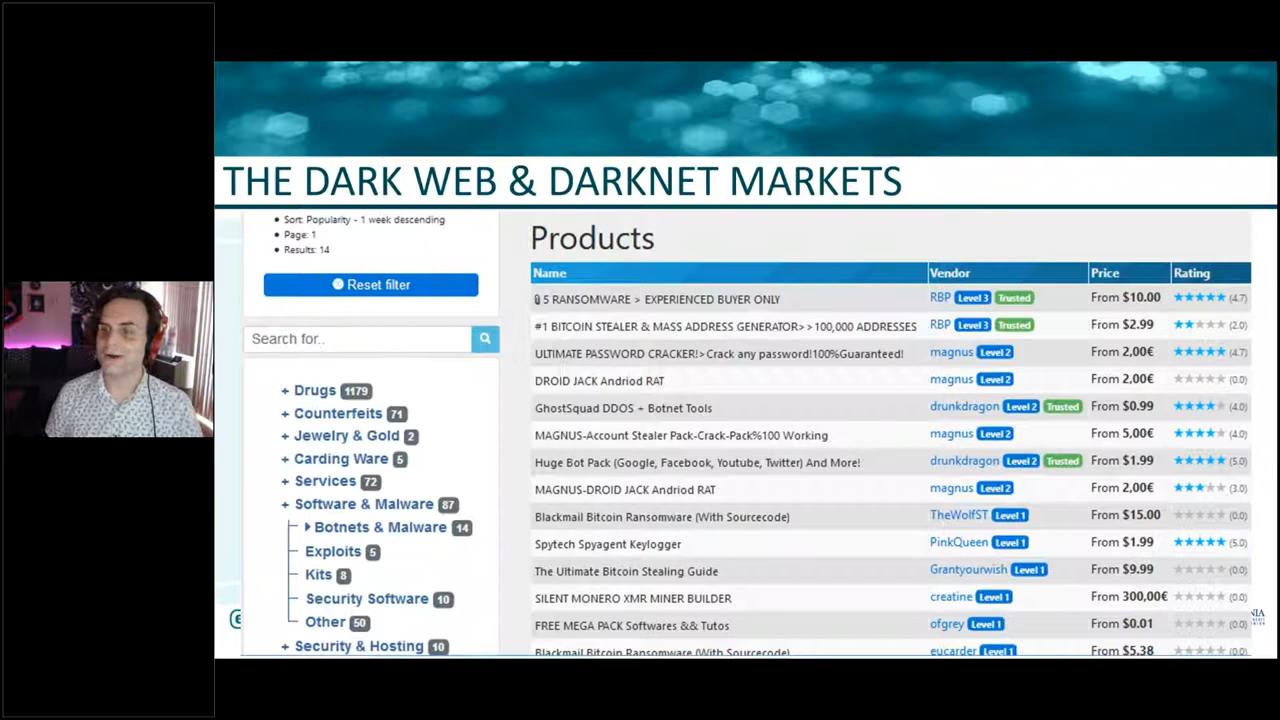 THE DARK WEB & DARKNET MARKETS
Sort: Popularity - 1 week descending
Page: 1
Results: 14
Reset filter
Search for..
+ Drugs 1179
+ Counterfeits 71
+ Jewelry & Gold 2
+ Carding Ware 5
+ Services 72
+ Software & Malware 87
Botnets & Malware 14
Exploits 5
Kits 8
Security Software 10
Other 50
+ Security & Hosting 10
Products
Name Vendor Price Rating
5 RANSOMWARE > EXPERIENCED BUYER ONLY RBP Level 3 Trusted From $10.00 (4.7)
#1 BITCOIN STEALER & MASS ADDRESS GENERATOR>>100,000 ADDRESSES RBP Level 3 Trusted From $2.99 (2.0)
ULTIMATE PASSWORD CRACKER!>Crack any password!100%Guaranteed! magnus Level 2 From 2,00€ (4.7)
DROID JACK Andriod RAT magnus Level 2 From 2,00€ (0.0)
GhostSquad DDOS + Botnet Tools drunkdragon Level 2 Trusted From $0.99 (4.0)
MAGNUS-Account Stealer Pack-Crack-Pack%100 Working magnus Level 2 From 5,00€ (4.0)
Huge Bot Pack (Google, Facebook, Youtube, Twitter) And More! drunkdragon Level 2 Trusted From $1.99 (5.0)
MAGNUS-DROID JACK Andriod RAT magnus Level 2 From 2,00€ (3.0)
Blackmail Bitcoin Ransomware (With Sourcecode) TheWolfST Level 1 From $15.00 (0.0)
Spytech Spyagent Keylogger PinkQueen Level 1 From $1.99 (5.0)
The Ultimate Bitcoin Stealing Guide Grantyourwish Level 1 From $9.99 (0.0)
SILENT MONERO XMR MINER BUILDER creatine Level 1 From 300,00€ (0.0)
FREE MEGA PACK Softwares && Tutos ofgrey Level 1 From $0.01 (0.0)
Blackmail Bitcoin Ransomware (With Sourcecode) eucarder Level 1 From $5.38 (0.0)